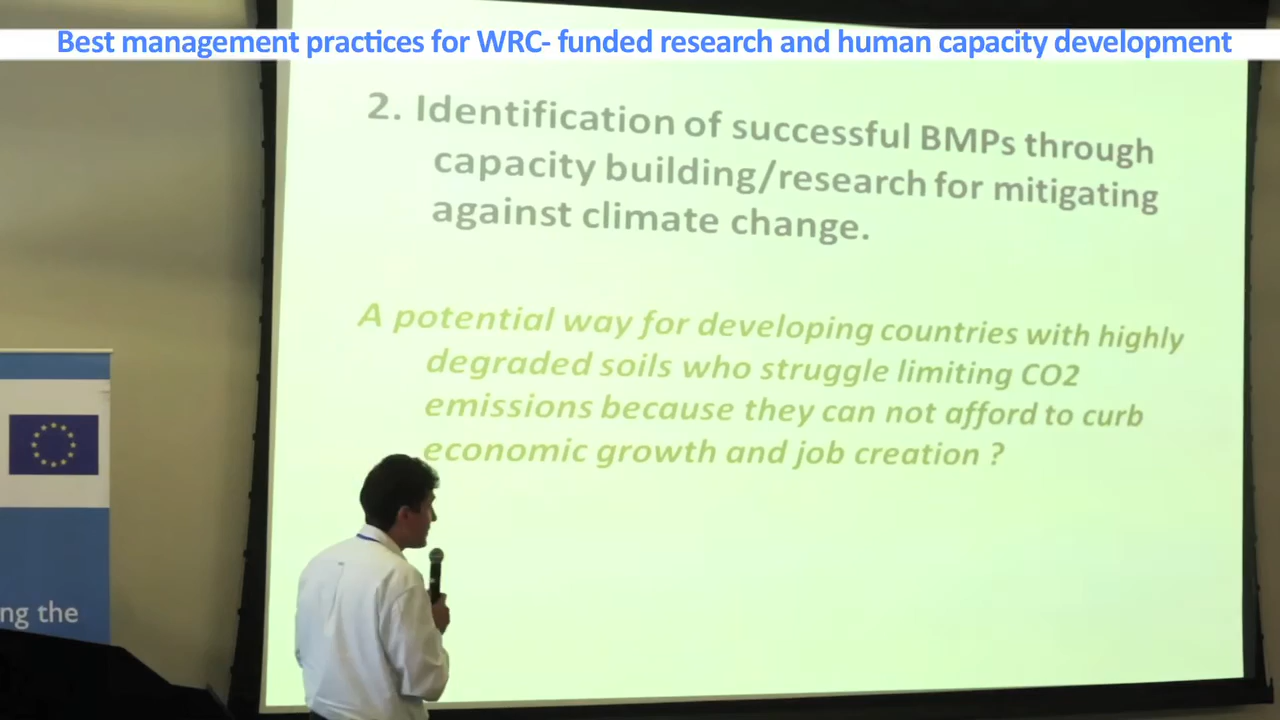 Best management practices for WRC- funded research and human capacity development
2. Identification of successful BMPs through
capacity building/research for mitigating
against climate change.
A potential way for developing countries with highly
degraded soils who struggle limiting CO2
emissions because they can not afford to curb
economic growth and job creation ?
ng the